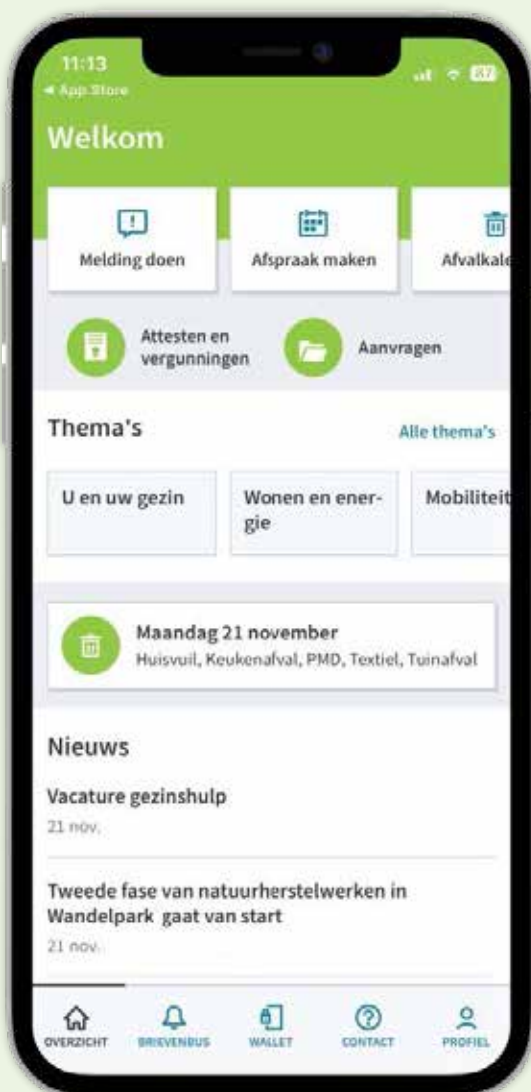 11:13
87
◄ App Store
Welkom
Melding doen
Afspraak maken
Afvalkale
Attesten en
vergunningen
Aanvragen
Thema's
Alle thema's
U en uw gezin
Wonen en ener-
gie
Mobiliteit
Maandag 21 november
Huisvuil, Keukenafval, PMD, Textiel, Tuinafval
Nieuws
Vacature gezinshulp
21 nov.
Tweede fase van natuurherstelwerken in
Wandelpark gaat van start
21 nov.
OVERZICHT
BRIEVENBUS
WALLET
CONTACT
PROFIEL